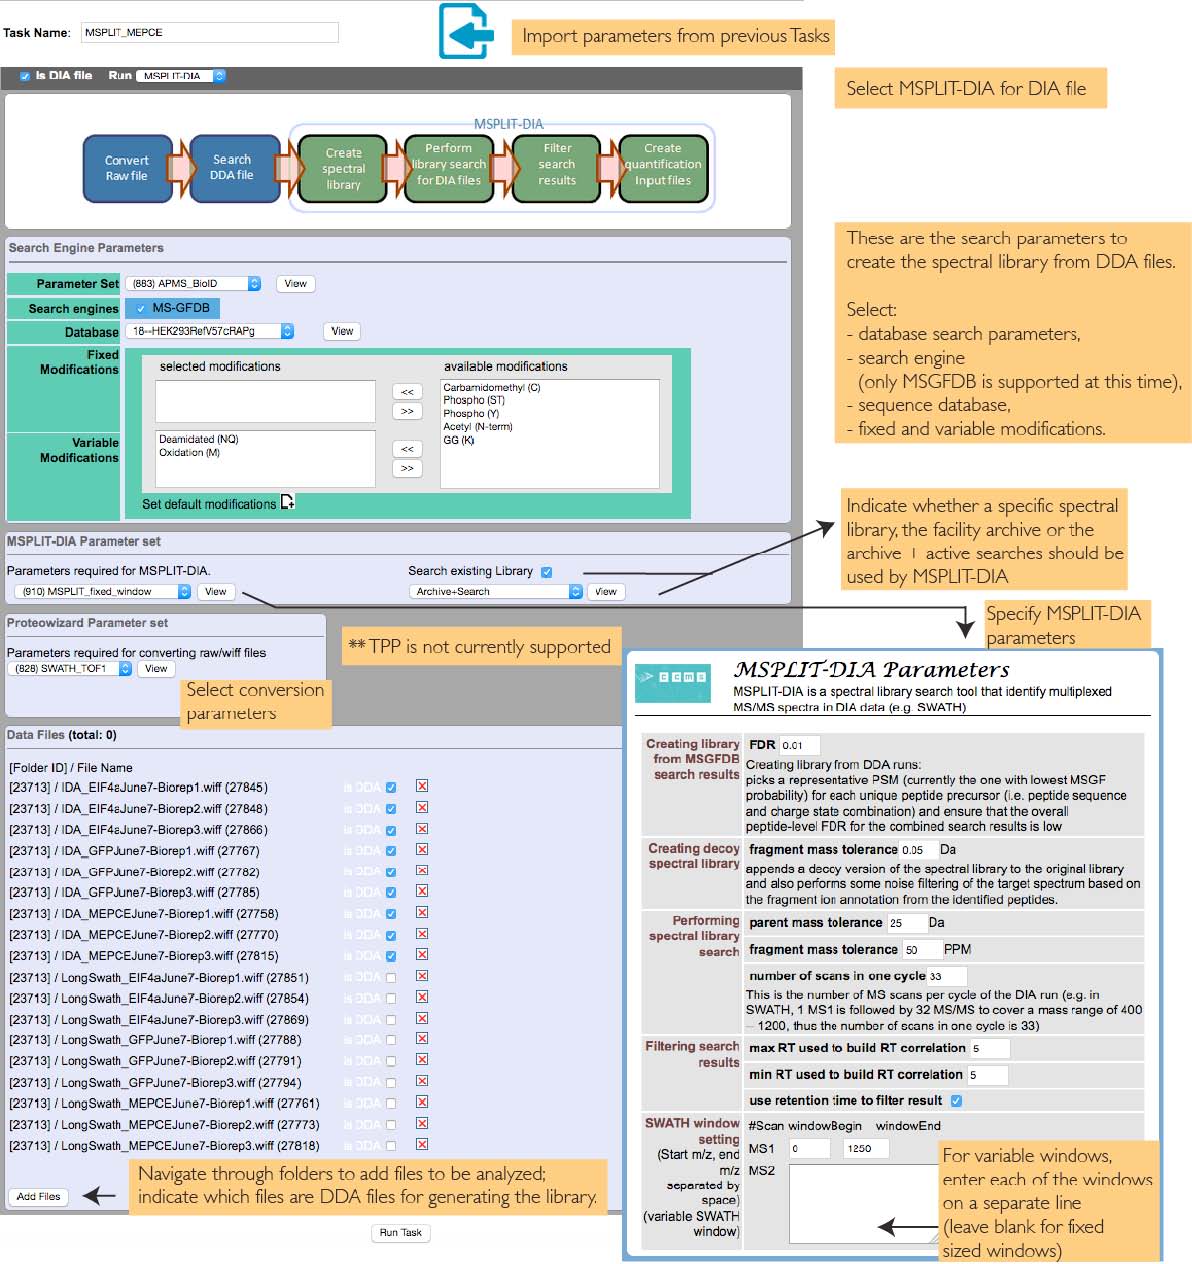 Task Name: MSPLIT_MEPCE
Import parameters from previous Tasks
Is DIA file Run MSPLIT-DIA
Select MSPLIT-DIA for DIA file
MSPLIT-DIA
Convert
Raw file
Search
DDA file
Create
spectral
library
Perform
library search
for DIA files
Filter
search
results
Create
quantification
Input files
Search Engine Parameters
Parameter Set (883) APMS_BioID View
Search engines MS-GFDB
Database 18--HEK293RefV57cRAPg View
Fixed
Modifications
selected modifications
available modifications
<<
>>
Carbamidomethyl (C)
Phospho (ST)
Phospho (Y)
Acetyl (N-term)
GG (K)
Variable
Modifications
Deamidated (NQ)
Oxidation (M)
<<
>>
Set default modifications
These are the search parameters to
create the spectral library from DDA files.
Select:
- database search parameters,
- search engine
(only MSGFDB is supported at this time),
- sequence database,
- fixed and variable modifications.
MSPLIT-DIA Parameter set
Parameters required for MSPLIT-DIA.
(910) MSPLIT_fixed_window View
Search existing Library
Archive+Search View
Indicate whether a specific spectral
library, the facility archive or the
archive + active searches should be
used by MSPLIT-DIA
Specify MSPLIT-DIA
parameters
Proteowizard Parameter set
Parameters required for converting raw/wiff files
(828) SWATH_TOF1 View
Select conversion
parameters
** TPP is not currently supported
Data Files (total: 0)
[Folder ID] / File Name
[23713] / IDA_EIF4aJune7-Biorep1.wiff (27845) is DDA
[23713] / IDA_EIF4aJune7-Biorep2.wiff (27848) is DDA
[23713] / IDA_EIF4aJune7-Biorep3.wiff (27866) is DDA
[23713] / IDA_GFPJune7-Biorep1.wiff (27767) is DDA
[23713] / IDA_GFPJune7-Biorep2.wiff (27782) is DDA
[23713] / IDA_GFPJune7-Biorep3.wiff (27785) is DDA
[23713] / IDA_MEPCEJune7-Biorep1.wiff (27758) is DDA
[23713] / IDA_MEPCEJune7-Biorep2.wiff (27770) is DDA
[23713] / IDA_MEPCEJune7-Biorep3.wiff (27815) is DDA
[23713] / LongSwath_EIF4aJune7-Biorep1.wiff (27851) is DDA
[23713] / LongSwath_EIF4aJune7-Biorep2.wiff (27854) is DDA
[23713] / LongSwath_EIF4aJune7-Biorep3.wiff (27869) is DDA
[23713] / LongSwath_GFPJune7-Biorep1.wiff (27788) is DDA
[23713] / LongSwath_GFPJune7-Biorep2.wiff (27791) is DDA
[23713] / LongSwath_GFPJune7-Biorep3.wiff (27794) is DDA
[23713] / LongSwath_MEPCEJune7-Biorep1.wiff (27761) is DDA
[23713] / LongSwath_MEPCEJune7-Biorep2.wiff (27773) is DDA
[23713] / LongSwath_MEPCEJune7-Biorep3.wiff (27818) is DDA
Add Files
Navigate through folders to add files to be analyzed;
indicate which files are DDA files for generating the library.
Run Task
ccms
MSPLIT-DIA Parameters
MSPLIT-DIA is a spectral library search tool that identify multiplexed
MS/MS spectra in DIA data (e.g. SWATH)
Creating library
from MSGFDB
search results
FDR 0.01
Creating library from DDA runs:
picks a representative PSM (currently the one with lowest MSGF
probability) for each unique peptide precursor (i.e. peptide sequence
and charge state combination) and ensure that the overall
peptide-level FDR for the combined search results is low
Creating decoy
spectral library
fragment mass tolerance 0.05 Da
appends a decoy version of the spectral library to the original library
and also performs some noise filtering of the target spectrum based on
the fragment ion annotation from the identified peptides.
Performing
spectral library
search
parent mass tolerance 25 Da
fragment mass tolerance 50 PPM
number of scans in one cycle 33
This is the number of MS scans per cycle of the DIA run (e.g. in
SWATH, 1 MS1 is followed by 32 MS/MS to cover a mass range of 400
– 1200, thus the number of scans in one cycle is 33)
Filtering search
results
max RT used to build RT correlation 5
min RT used to build RT correlation 5
use retention time to filter result
SWATH window
setting
(Start m/z, end
m/z
separated by
space)
(variable SWATH
window)
#Scan windowBegin windowEnd
MS1 0 1250
MS2
For variable windows,
enter each of the windows
on a separate line
(leave blank for fixed
sized windows)